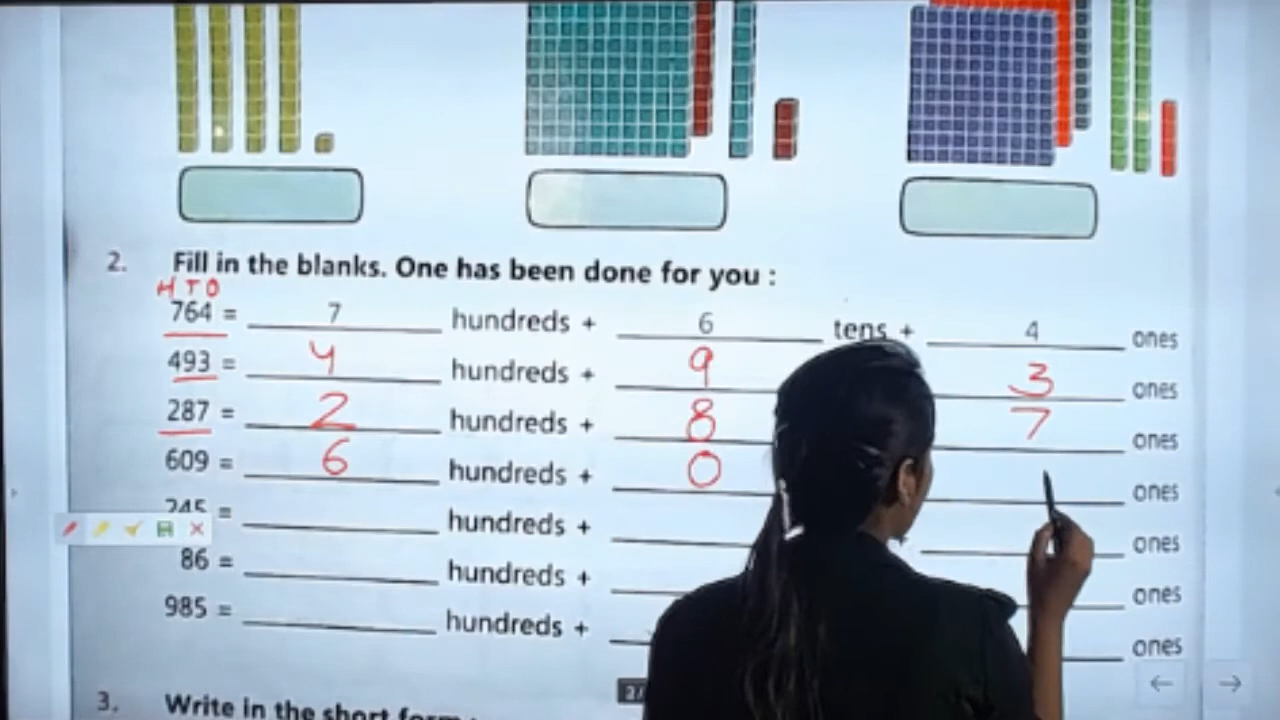 2. Fill in the blanks. One has been done for you :
H T O
764 = 7 hundreds + 6 tens + 4 ones
493 = 4 hundreds + 9 3 ones
287 = 2 hundreds + 8 7 ones
609 = 6 hundreds + 0 ones
245 = hundreds + ones
86 = hundreds + ones
985 = hundreds + ones
3. Write in the short form